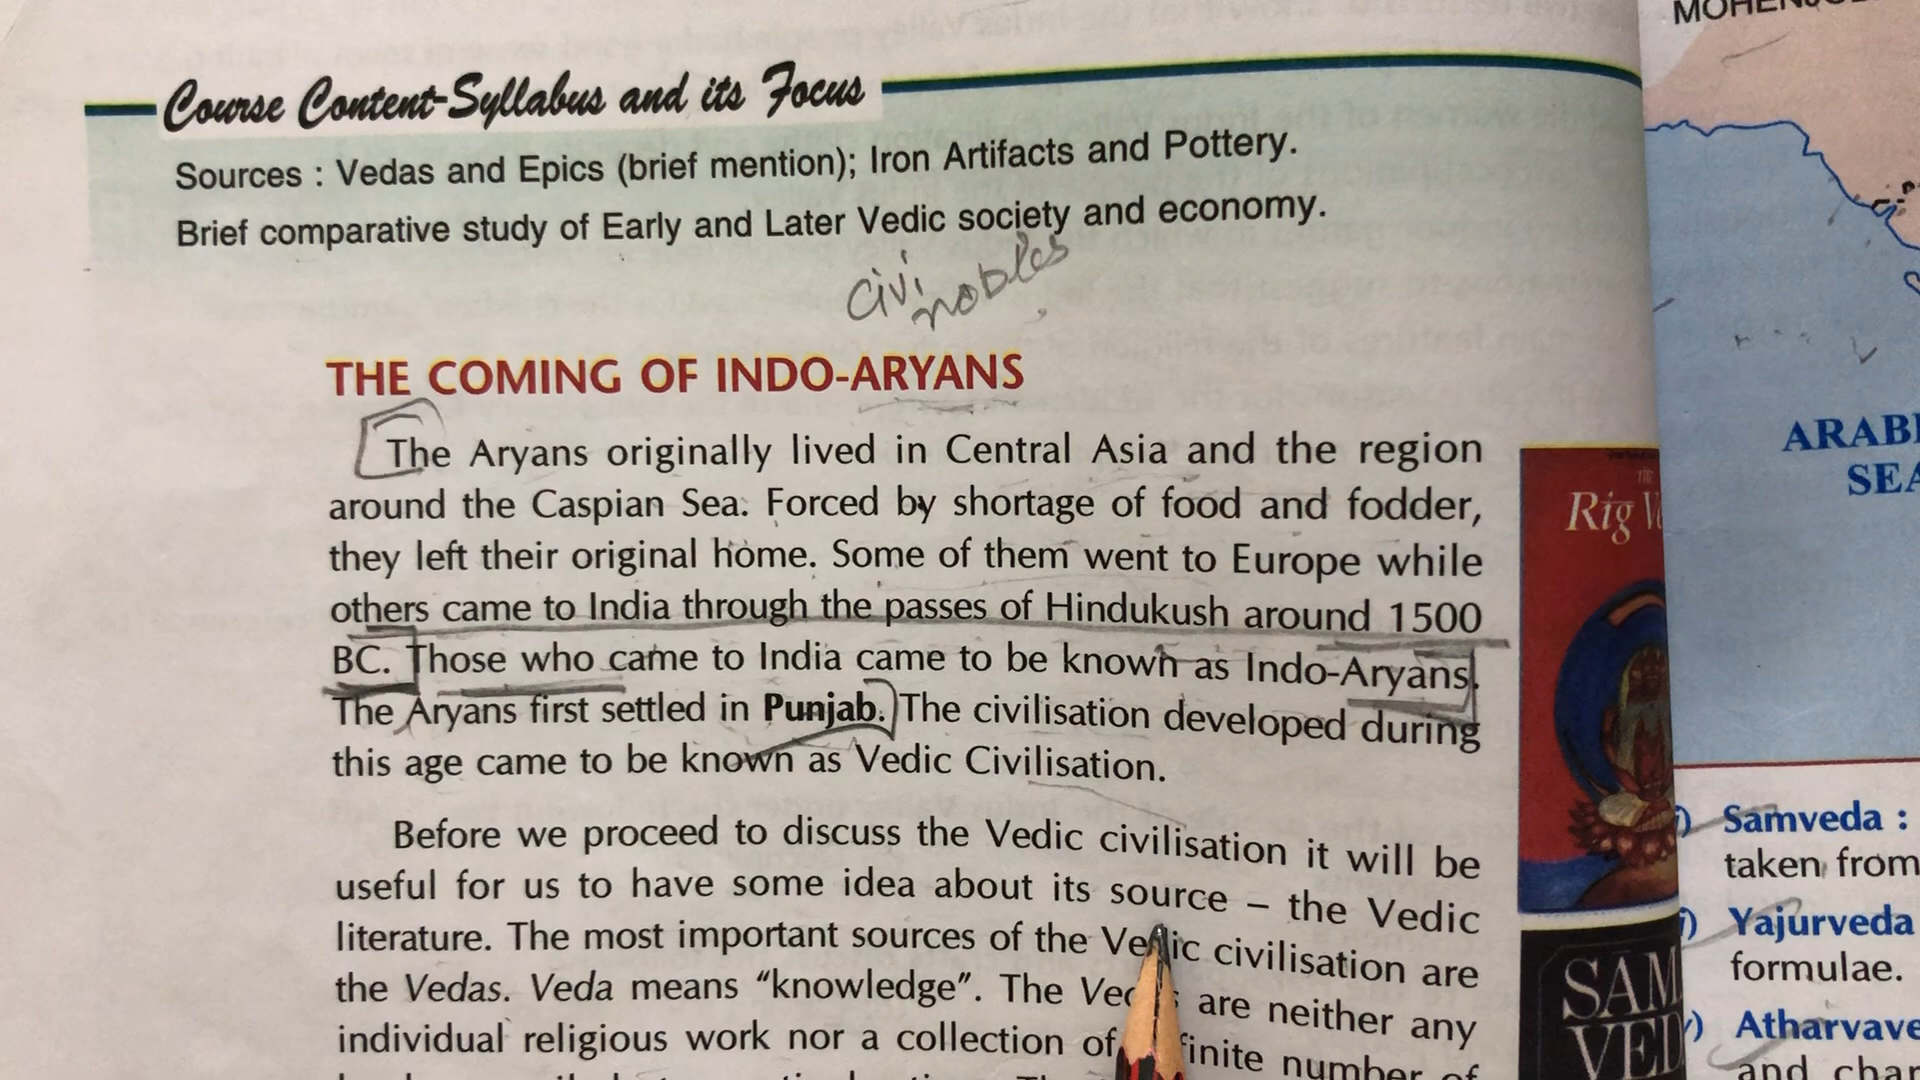 MOHENJO
Course Content-Syllabus and its Focus
Sources : Vedas and Epics (brief mention); Iron Artifacts and Pottery.
Brief comparative study of Early and Later Vedic society and economy.
civi
nobles
THE COMING OF INDO-ARYANS
The Aryans originally lived in Central Asia and the region
around the Caspian Sea. Forced by shortage of food and fodder,
they left their original home. Some of them went to Europe while
others came to India through the passes of Hindukush around 1500
BC. Those who came to India came to be known as Indo-Aryans.
The Aryans first settled in Punjab. The civilisation developed during
this age came to be known as Vedic Civilisation.
Before we proceed to discuss the Vedic civilisation it will be
useful for us to have some idea about its source – the Vedic
literature. The most important sources of the Vedic civilisation are
the Vedas. Veda means “knowledge”. The Vedas are neither any
individual religious work nor a collection of finite number of
Rig V
SAM
VED
ARABI
SEA
Samveda :
taken from
Yajurveda
formulae.
Atharvave
and char